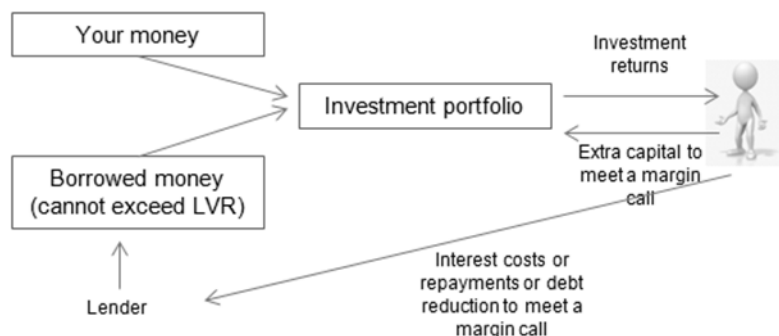 Your money
Investment
returns
Investment portfolio
Extra capital to
meet a margin
call
Borrowed money
(cannot exceed LVR)
Interest costs or
repayments or debt
reduction to meet a
margin call
Lender